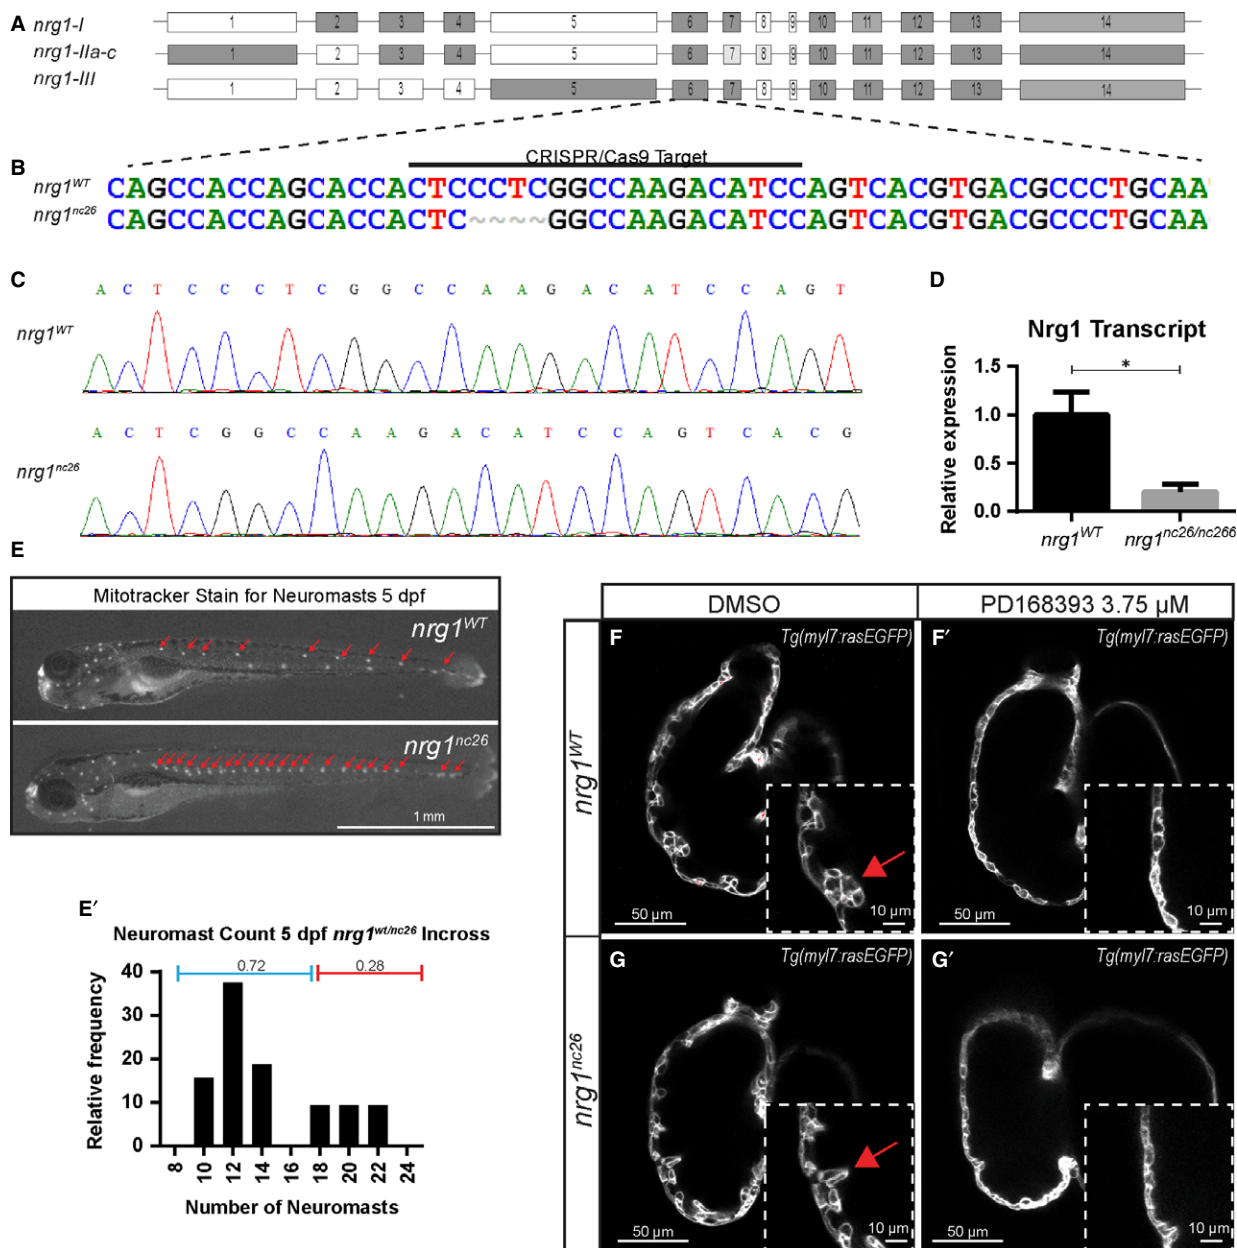 A
nrg1-I
1 2 3 4 5 6 7 8 9 10 11 12 13 14
nrg1-IIa-c
1 2 3 4 5 6 7 8 9 10 11 12 13 14
nrg1-III
1 2 3 4 5 6 7 8 9 10 11 12 13 14
B
CRISPR/Cas9 Target
nrg1WT
CAGCCACCAGCACCACTCCCTCGGCCAAGACATCCAGTCACGTGACGCCCTGCAA
nrg1nc26
CAGCCACCAGCACCACTC~~~~GGCCAAGACATCCAGTCACGTGACGCCCTGCAA
C
A C T C C C T C G G C C A A G A C A T C C A G T
nrg1WT
A C T C G G C C A A G A C A T C C A G T C A C G
nrg1nc26
D
Nrg1 Transcript
Relative expression
1.5
1.0
0.5
0.0
*
nrg1WT nrg1nc26/nc266
E
Mitotracker Stain for Neuromasts 5 dpf
nrg1WT
nrg1nc26
1 mm
E′
Neuromast Count 5 dpf nrg1wt/nc26 Incross
0.72 0.28
Relative frequency
40
30
20
10
0
8 10 12 14 16 18 20 22 24
Number of Neuromasts
DMSO PD168393 3.75 µM
nrg1WT
F Tg(myl7:rasEGFP)
50 µm 10 µm
F′ Tg(myl7:rasEGFP)
50 µm 10 µm
nrg1nc26
G Tg(myl7:rasEGFP)
50 µm 10 µm
G′ Tg(myl7:rasEGFP)
50 µm 10 µm